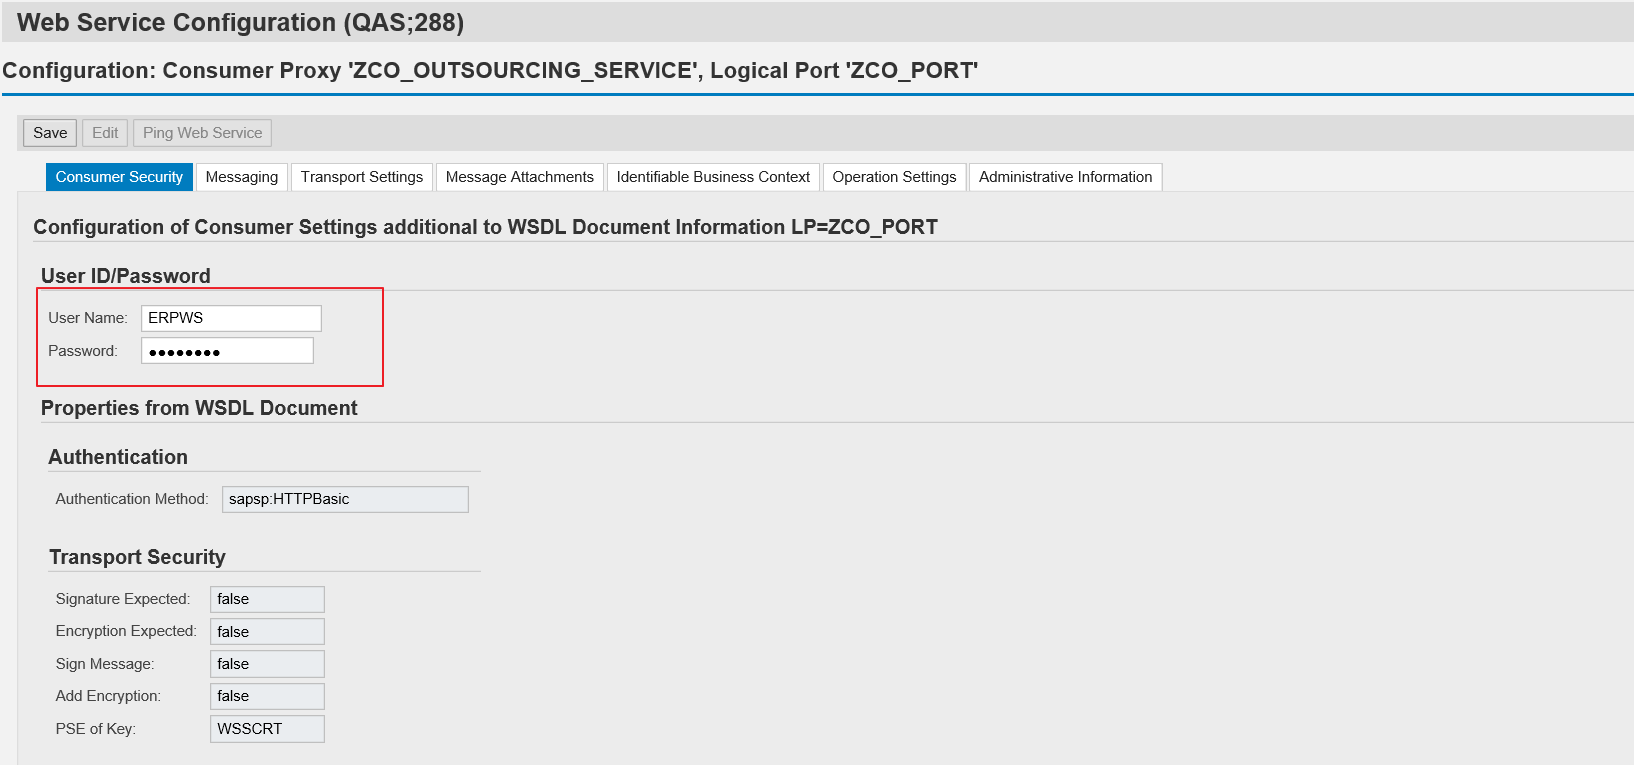 Web Service Configuration (QAS;288)
Configuration: Consumer Proxy 'ZCO_OUTSOURCING_SERVICE', Logical Port 'ZCO_PORT'
Save Edit Ping Web Service
Consumer Security Messaging Transport Settings Message Attachments Identifiable Business Context Operation Settings Administrative Information
Configuration of Consumer Settings additional to WSDL Document Information LP=ZCO_PORT
User ID/Password
User Name: ERPWS
Password: ●●●●●●●●
Properties from WSDL Document
Authentication
Authentication Method: sapsp:HTTPBasic
Transport Security
Signature Expected: false
Encryption Expected: false
Sign Message: false
Add Encryption: false
PSE of Key: WSSCRT